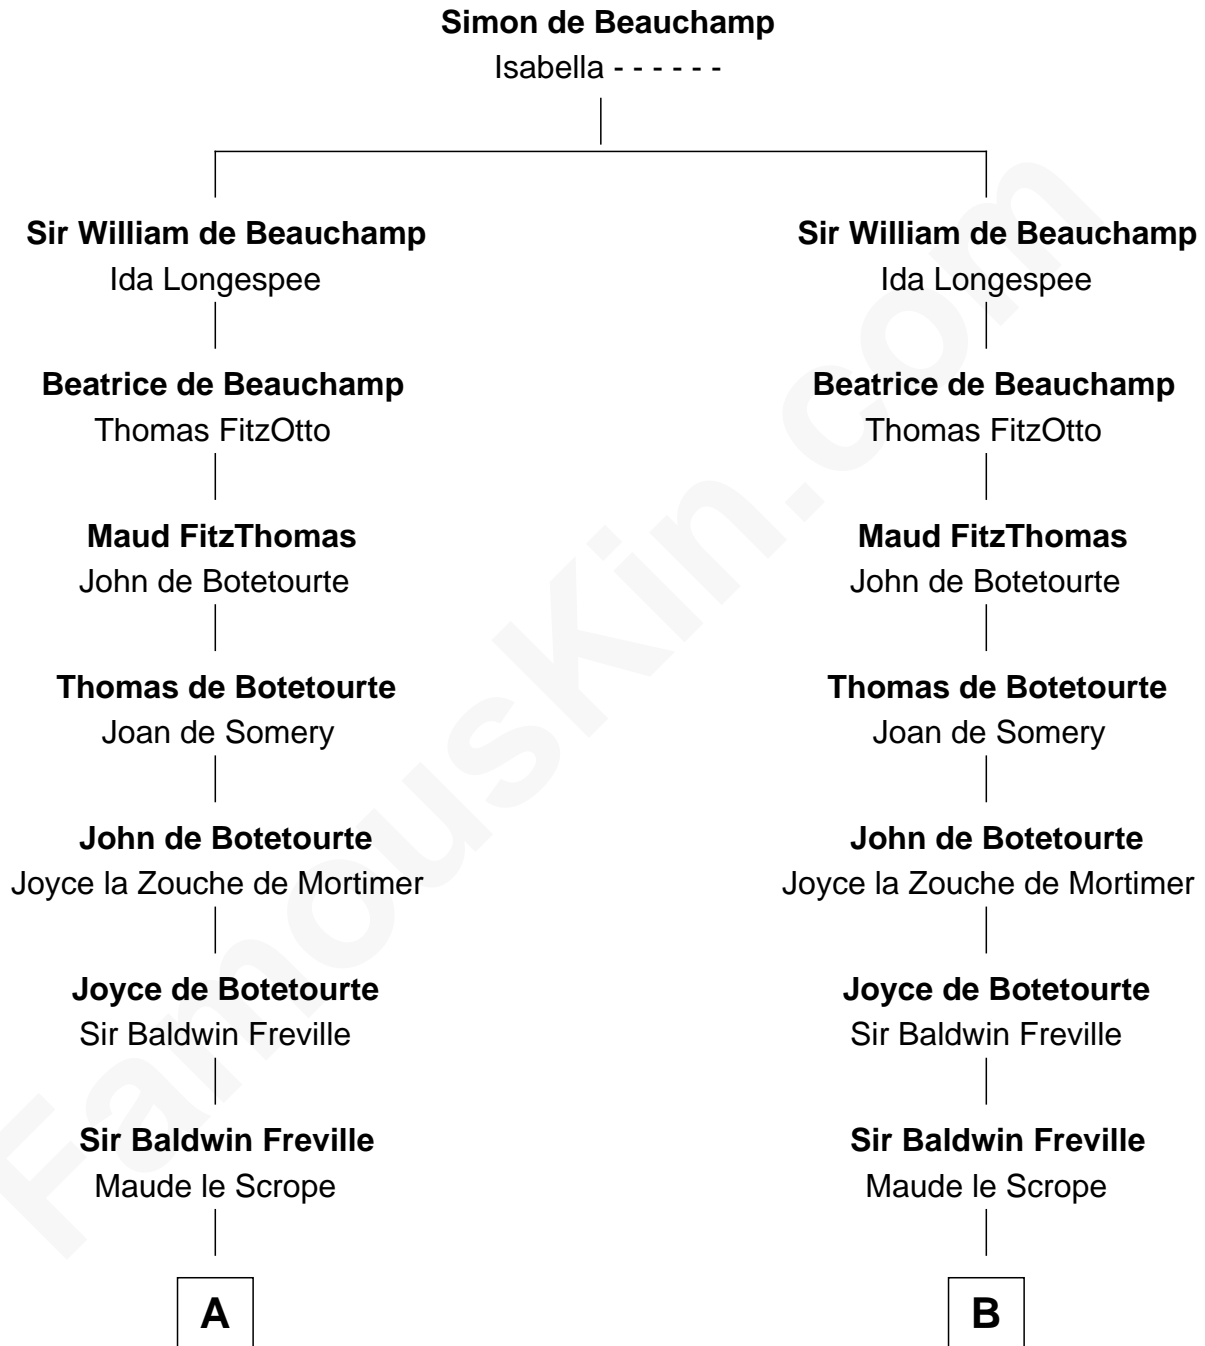 Simon de Beauchamp
Isabella - - - - - -
Sir William de Beauchamp
Ida Longespee
Sir William de Beauchamp
Ida Longespee
Beatrice de Beauchamp
Thomas FitzOtto
Beatrice de Beauchamp
Thomas FitzOtto
Maud FitzThomas
John de Botetourte
Maud FitzThomas
John de Botetourte
Thomas de Botetourte
Joan de Somery
Thomas de Botetourte
Joan de Somery
John de Botetourte
Joyce la Zouche de Mortimer
John de Botetourte
Joyce la Zouche de Mortimer
Joyce de Botetourte
Sir Baldwin Freville
Joyce de Botetourte
Sir Baldwin Freville
Sir Baldwin Freville
Maude le Scrope
Sir Baldwin Freville
Maude le Scrope
A
B
FamousKin.com